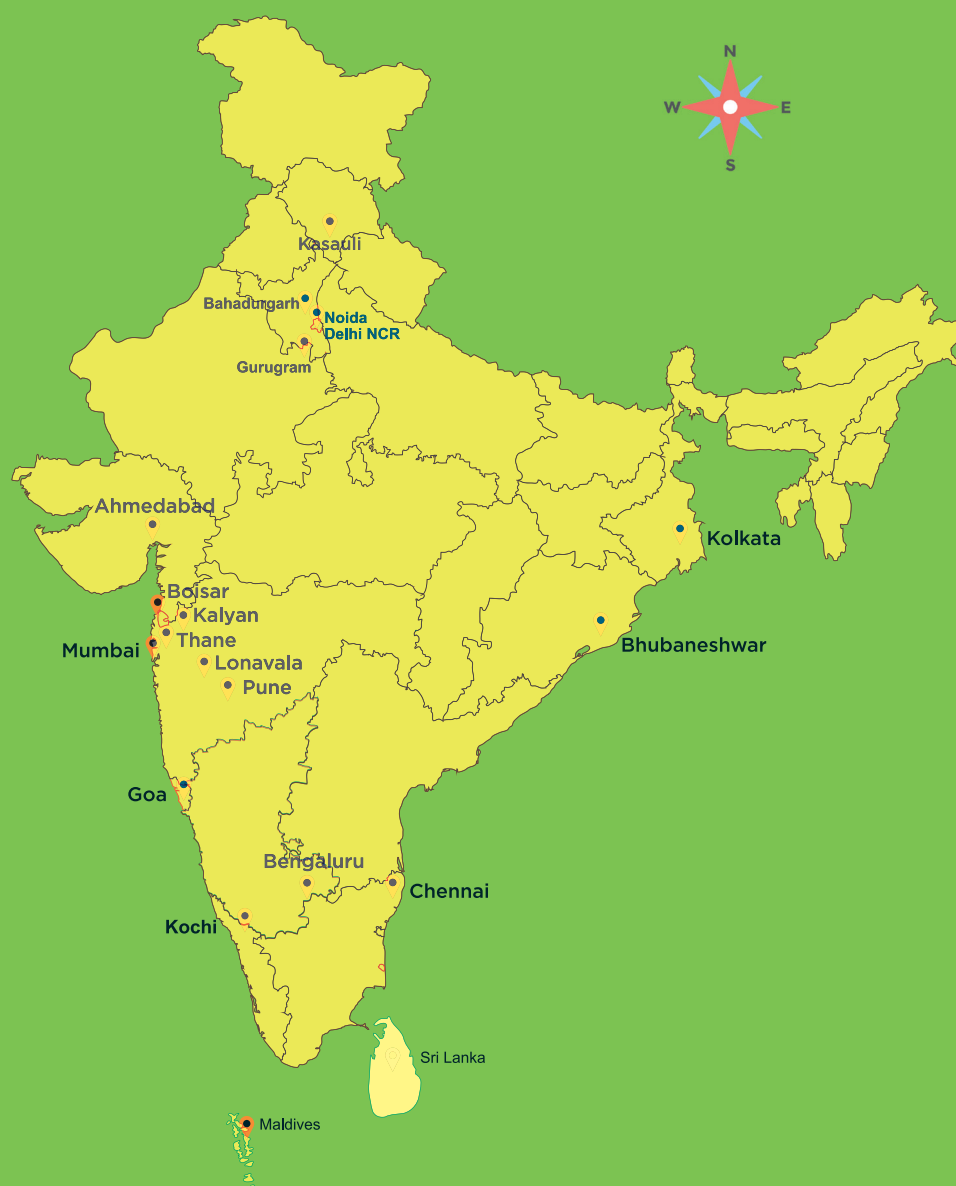 N
W
E
S
Kasauli
Bahadurgarh
Noida
Delhi NCR
Gurugram
Ahmedabad
Kolkata
Boisar
Kalyan
Thane
Mumbai
Bhubaneshwar
Lonavala
Pune
Goa
Bengaluru
Chennai
Kochi
Sri Lanka
Maldives